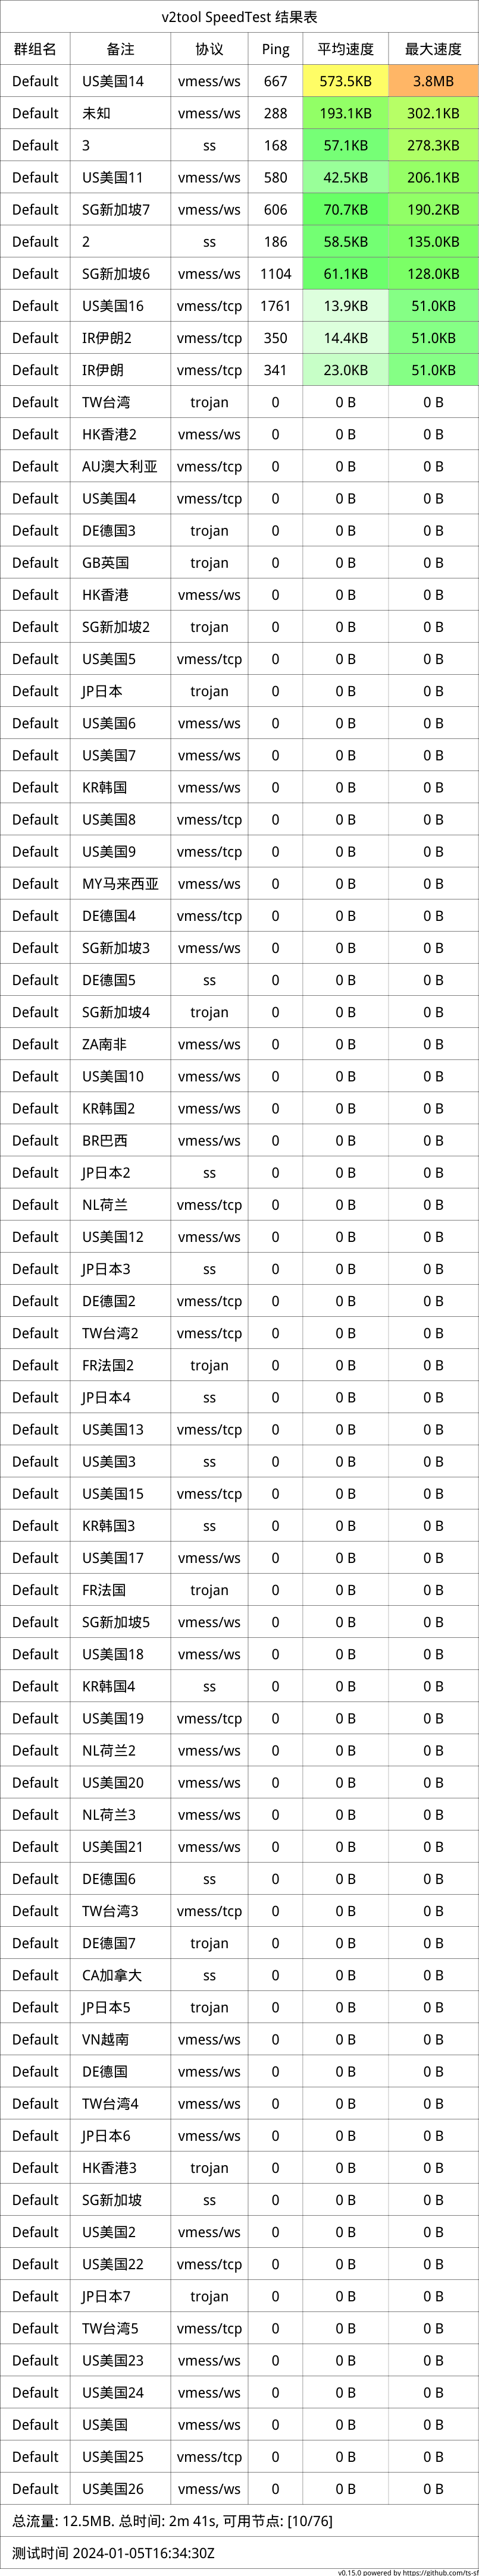 v2tool SpeedTest 结果表
群组名 备注 协议 Ping 平均速度 最大速度
Default US美国14 vmess/ws 667 573.5KB 3.8MB
Default 未知 vmess/ws 288 193.1KB 302.1KB
Default 3 ss 168 57.1KB 278.3KB
Default US美国11 vmess/ws 580 42.5KB 206.1KB
Default SG新加坡7 vmess/ws 606 70.7KB 190.2KB
Default 2 ss 186 58.5KB 135.0KB
Default SG新加坡6 vmess/ws 1104 61.1KB 128.0KB
Default US美国16 vmess/tcp 1761 13.9KB 51.0KB
Default IR伊朗2 vmess/tcp 350 14.4KB 51.0KB
Default IR伊朗 vmess/tcp 341 23.0KB 51.0KB
Default TW台湾 trojan 0 0 B 0 B
Default HK香港2 vmess/ws 0 0 B 0 B
Default AU澳大利亚 vmess/tcp 0 0 B 0 B
Default US美国4 vmess/tcp 0 0 B 0 B
Default DE德国3 trojan 0 0 B 0 B
Default GB英国 trojan 0 0 B 0 B
Default HK香港 vmess/ws 0 0 B 0 B
Default SG新加坡2 trojan 0 0 B 0 B
Default US美国5 vmess/tcp 0 0 B 0 B
Default JP日本 trojan 0 0 B 0 B
Default US美国6 vmess/ws 0 0 B 0 B
Default US美国7 vmess/ws 0 0 B 0 B
Default KR韩国 vmess/ws 0 0 B 0 B
Default US美国8 vmess/tcp 0 0 B 0 B
Default US美国9 vmess/tcp 0 0 B 0 B
Default MY马来西亚 vmess/ws 0 0 B 0 B
Default DE德国4 vmess/tcp 0 0 B 0 B
Default SG新加坡3 vmess/ws 0 0 B 0 B
Default DE德国5 ss 0 0 B 0 B
Default SG新加坡4 trojan 0 0 B 0 B
Default ZA南非 vmess/ws 0 0 B 0 B
Default US美国10 vmess/ws 0 0 B 0 B
Default KR韩国2 vmess/ws 0 0 B 0 B
Default BR巴西 vmess/ws 0 0 B 0 B
Default JP日本2 ss 0 0 B 0 B
Default NL荷兰 vmess/tcp 0 0 B 0 B
Default US美国12 vmess/ws 0 0 B 0 B
Default JP日本3 ss 0 0 B 0 B
Default DE德国2 vmess/tcp 0 0 B 0 B
Default TW台湾2 vmess/tcp 0 0 B 0 B
Default FR法国2 trojan 0 0 B 0 B
Default JP日本4 ss 0 0 B 0 B
Default US美国13 vmess/tcp 0 0 B 0 B
Default US美国3 ss 0 0 B 0 B
Default US美国15 vmess/tcp 0 0 B 0 B
Default KR韩国3 ss 0 0 B 0 B
Default US美国17 vmess/ws 0 0 B 0 B
Default FR法国 trojan 0 0 B 0 B
Default SG新加坡5 vmess/ws 0 0 B 0 B
Default US美国18 vmess/ws 0 0 B 0 B
Default KR韩国4 ss 0 0 B 0 B
Default US美国19 vmess/tcp 0 0 B 0 B
Default NL荷兰2 vmess/ws 0 0 B 0 B
Default US美国20 vmess/ws 0 0 B 0 B
Default NL荷兰3 vmess/ws 0 0 B 0 B
Default US美国21 vmess/ws 0 0 B 0 B
Default DE德国6 ss 0 0 B 0 B
Default TW台湾3 vmess/tcp 0 0 B 0 B
Default DE德国7 trojan 0 0 B 0 B
Default CA加拿大 ss 0 0 B 0 B
Default JP日本5 trojan 0 0 B 0 B
Default VN越南 vmess/ws 0 0 B 0 B
Default DE德国 vmess/ws 0 0 B 0 B
Default TW台湾4 vmess/ws 0 0 B 0 B
Default JP日本6 vmess/ws 0 0 B 0 B
Default HK香港3 trojan 0 0 B 0 B
Default SG新加坡 ss 0 0 B 0 B
Default US美国2 vmess/ws 0 0 B 0 B
Default US美国22 vmess/tcp 0 0 B 0 B
Default JP日本7 trojan 0 0 B 0 B
Default TW台湾5 vmess/tcp 0 0 B 0 B
Default US美国23 vmess/ws 0 0 B 0 B
Default US美国24 vmess/ws 0 0 B 0 B
Default US美国 vmess/ws 0 0 B 0 B
Default US美国25 vmess/tcp 0 0 B 0 B
Default US美国26 vmess/ws 0 0 B 0 B
总流量: 12.5MB. 总时间: 2m 41s, 可用节点: [10/76]
测试时间 2024-01-05T16:34:30Z
v0.15.0 powered by https://github.com/ts-sf